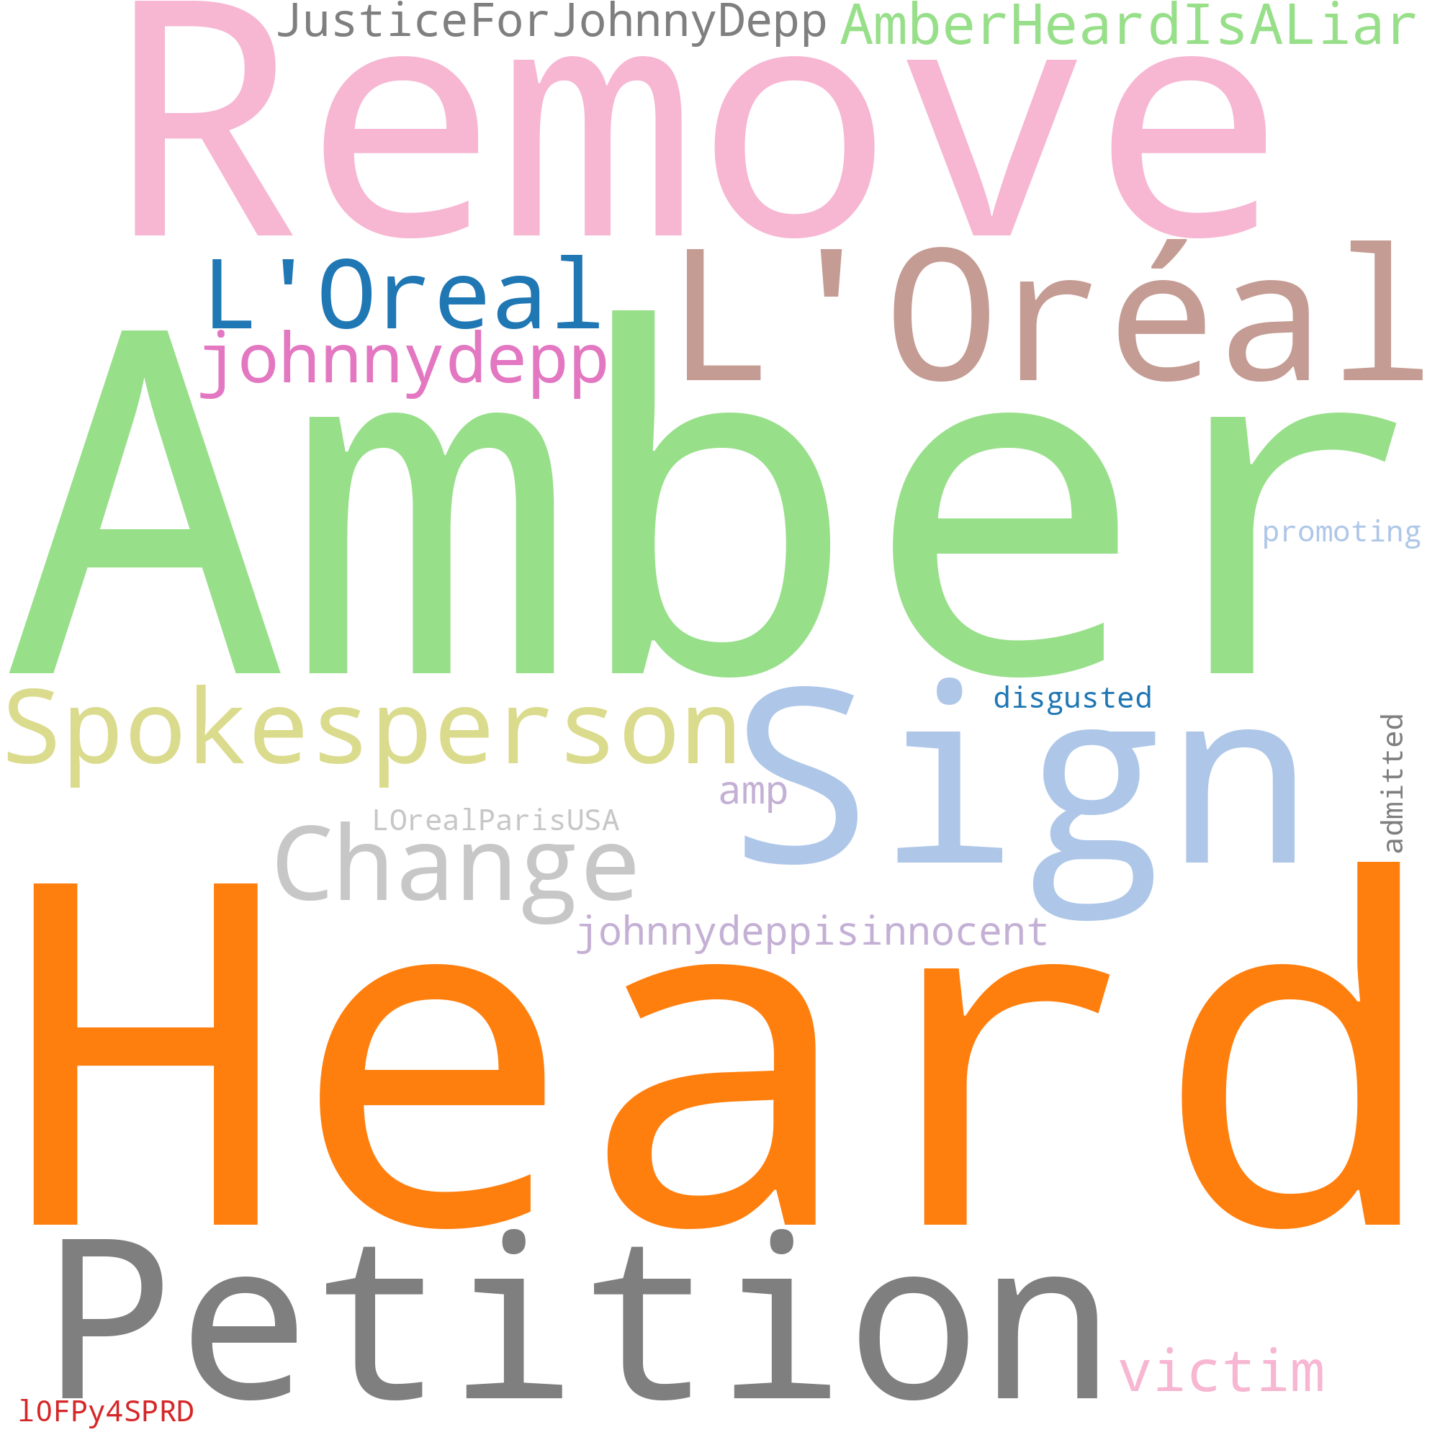 JusticeForJohnnyDepp AmberHeardIsALiar
Remove
L'Oreal L'Oréal
johnnydepp
Amber
promoting
Spokesperson Sign disgusted
admitted
amp
LOrealParisUSA
Change
johnnydeppisinnocent
Heard
Petition
victim
l0FPy4SPRD